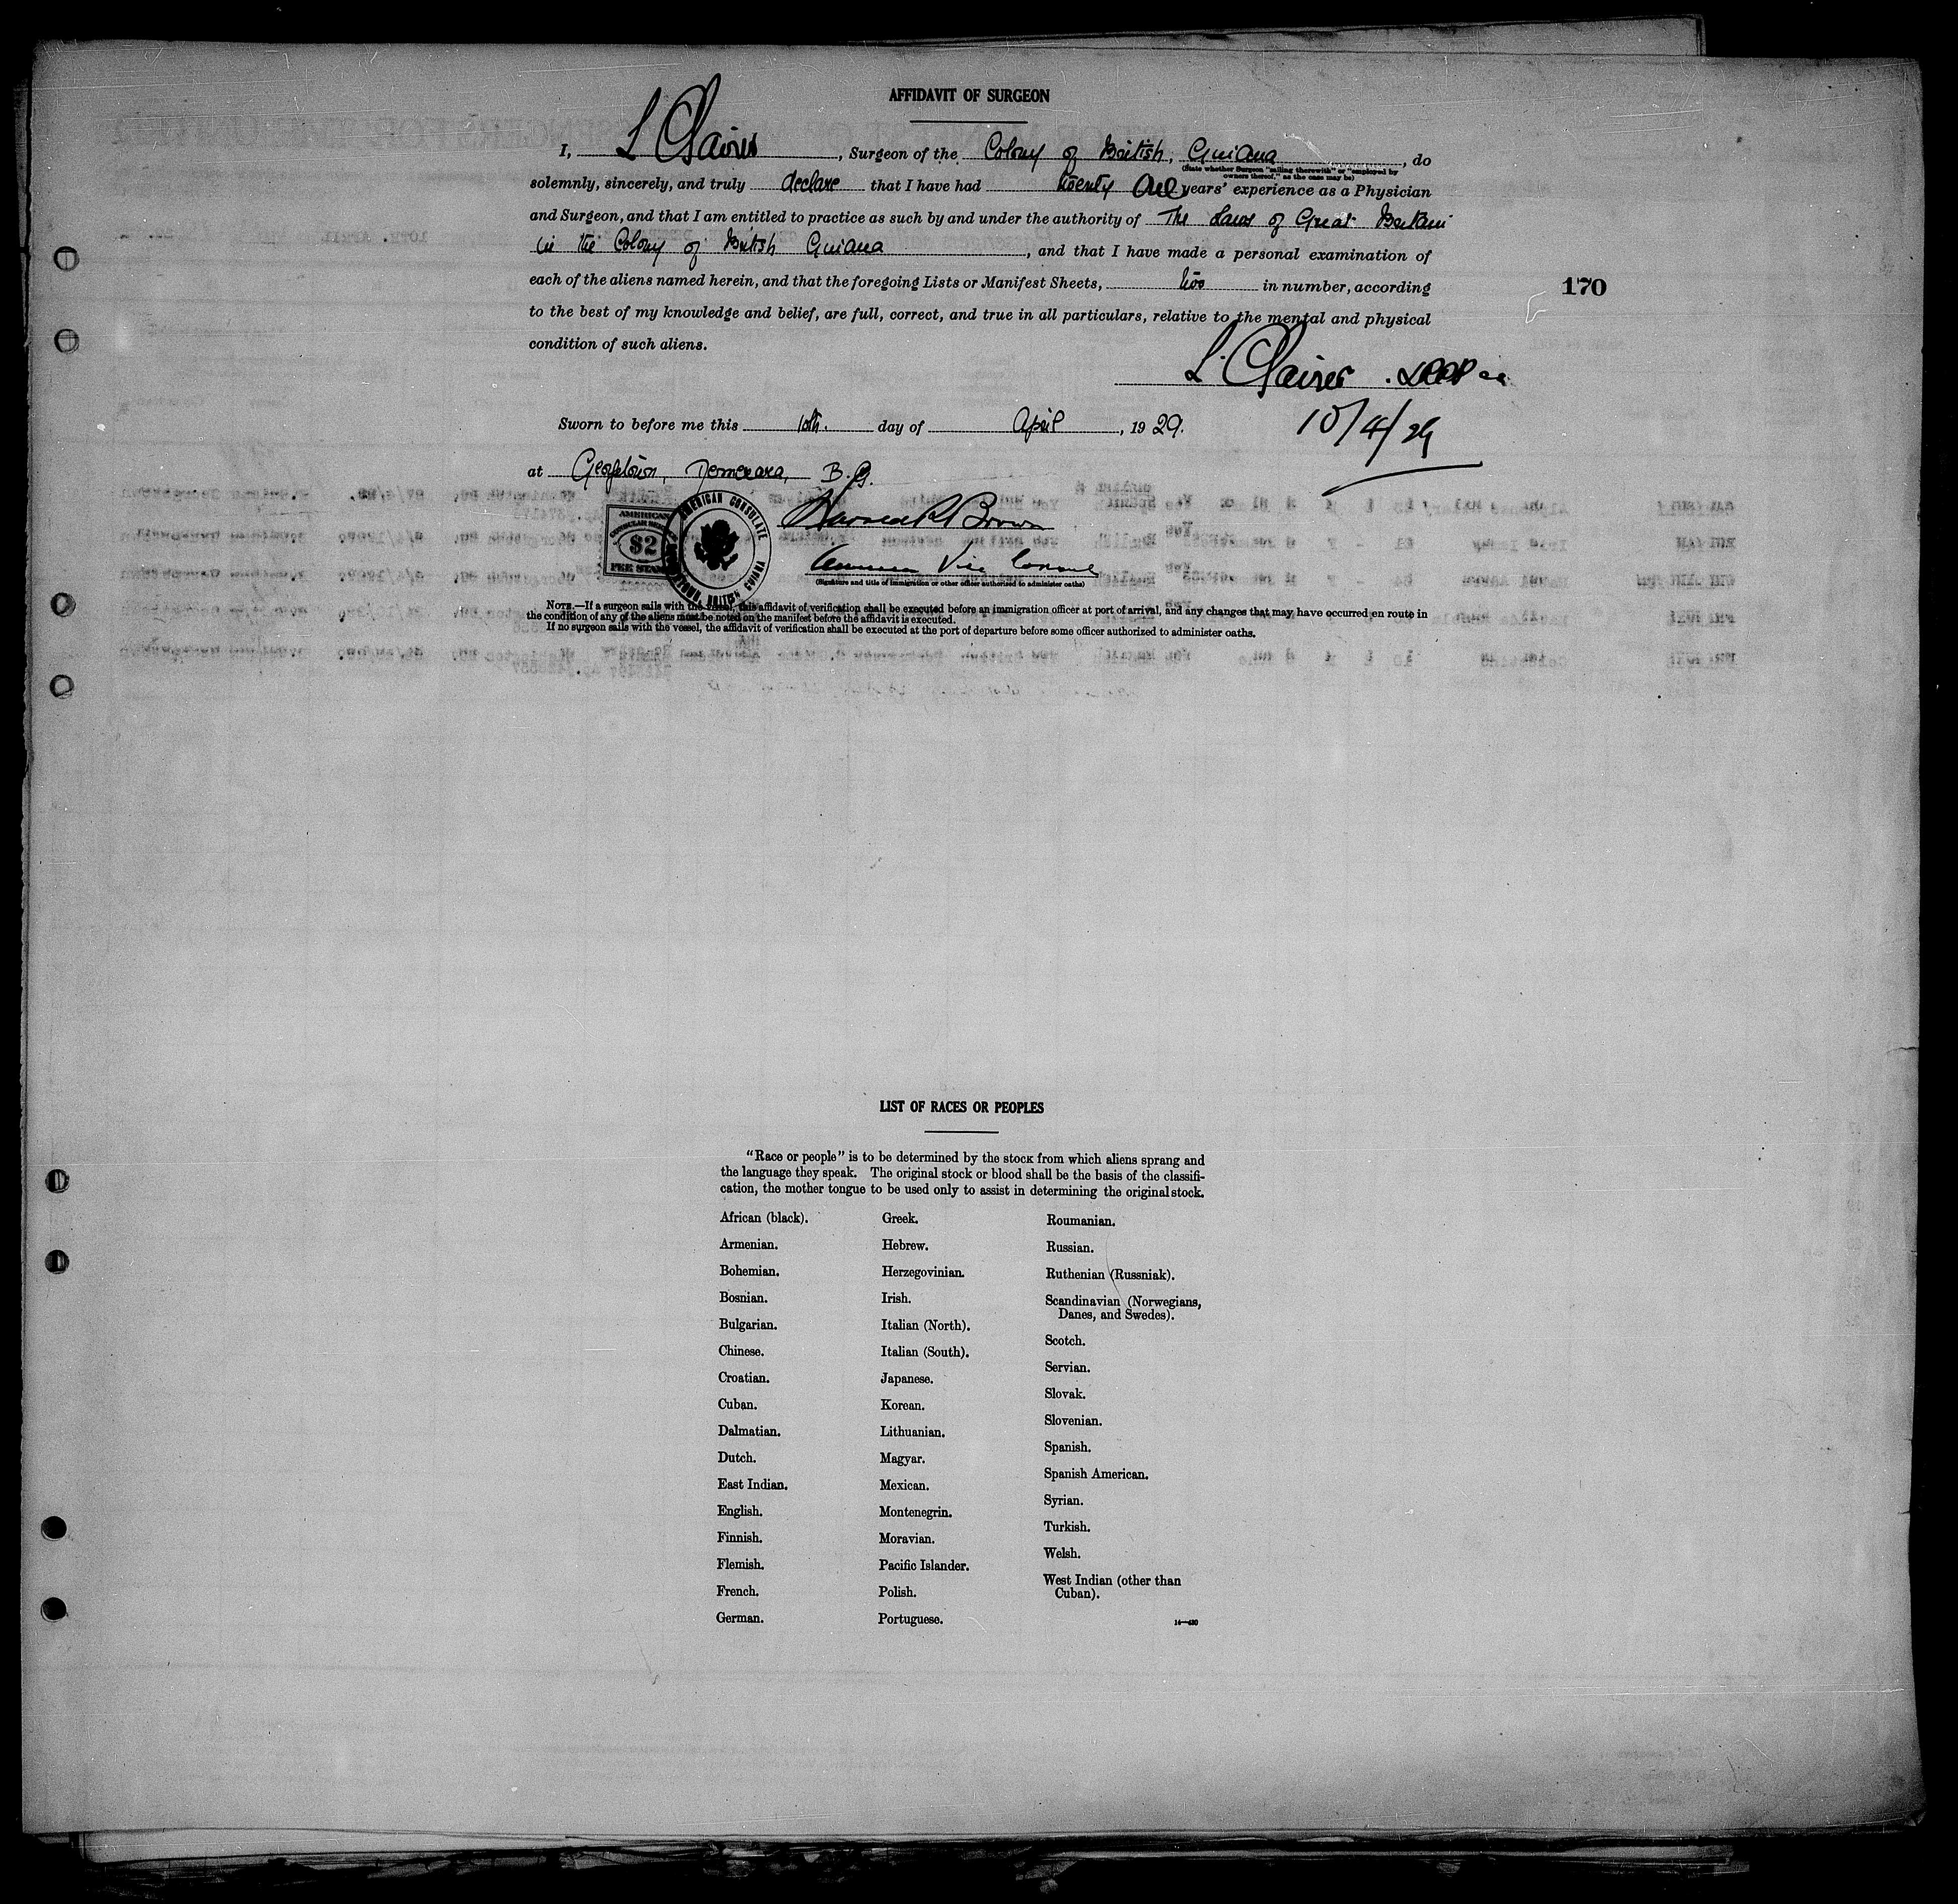 AFFIDAVIT OF SURGEON
I, L , Surgeon of the Colony of British Guiana, do
(State whether Surgeon "sailing therewith" or "employed by
owners thereof," as the case may be)
solemnly, sincerely, and truly declare that I have had twenty one years' experience as a Physician
and Surgeon, and that I am entitled to practice as such by and under the authority of The Laws of Great Britain
in the Colony of British Guiana, and that I have made a personal examination of
each of the aliens named herein, and that the foregoing Lists or Manifest Sheets, two in number, according
170
to the best of my knowledge and belief, are full, correct, and true in all particulars, relative to the mental and physical
condition of such aliens.
L.
Sworn to before me this 10th. day of April, 1929.
10/4/29
at Georgetown, Demerara, B.G.
AMERICAN CONSULATE
BRITISH GUIANA
AMERICAN
$2
FEE STAMP
Brown
American Vice Consul
(Signature and title of immigration or other officer authorized to administer oaths)
NOTE.—If a surgeon sails with the vessel, this affidavit of verification shall be executed before an immigration officer at port of arrival, and any changes that may have occurred en route in
the condition of any of the aliens must be noted on the manifest before the affidavit is executed.
If no surgeon sails with the vessel, the affidavit of verification shall be executed at the port of departure before some officer authorized to administer oaths.
LIST OF RACES OR PEOPLES
"Race or people" is to be determined by the stock from which aliens sprang and
the language they speak. The original stock or blood shall be the basis of the classifi-
cation, the mother tongue to be used only to assist in determining the original stock.
African (black).
Armenian.
Bohemian.
Bosnian.
Bulgarian.
Chinese.
Croatian.
Cuban.
Dalmatian.
Dutch.
East Indian.
English.
Finnish.
Flemish.
French.
German.
Greek.
Hebrew.
Herzegovinian.
Irish.
Italian (North).
Italian (South).
Japanese.
Korean.
Lithuanian.
Magyar.
Mexican.
Montenegrin.
Moravian.
Pacific Islander.
Polish.
Portuguese.
Roumanian.
Russian.
Ruthenian (Russniak).
Scandinavian (Norwegians,
Danes, and Swedes).
Scotch.
Servian.
Slovak.
Slovenian.
Spanish.
Spanish American.
Syrian.
Turkish.
Welsh.
West Indian (other than
Cuban).